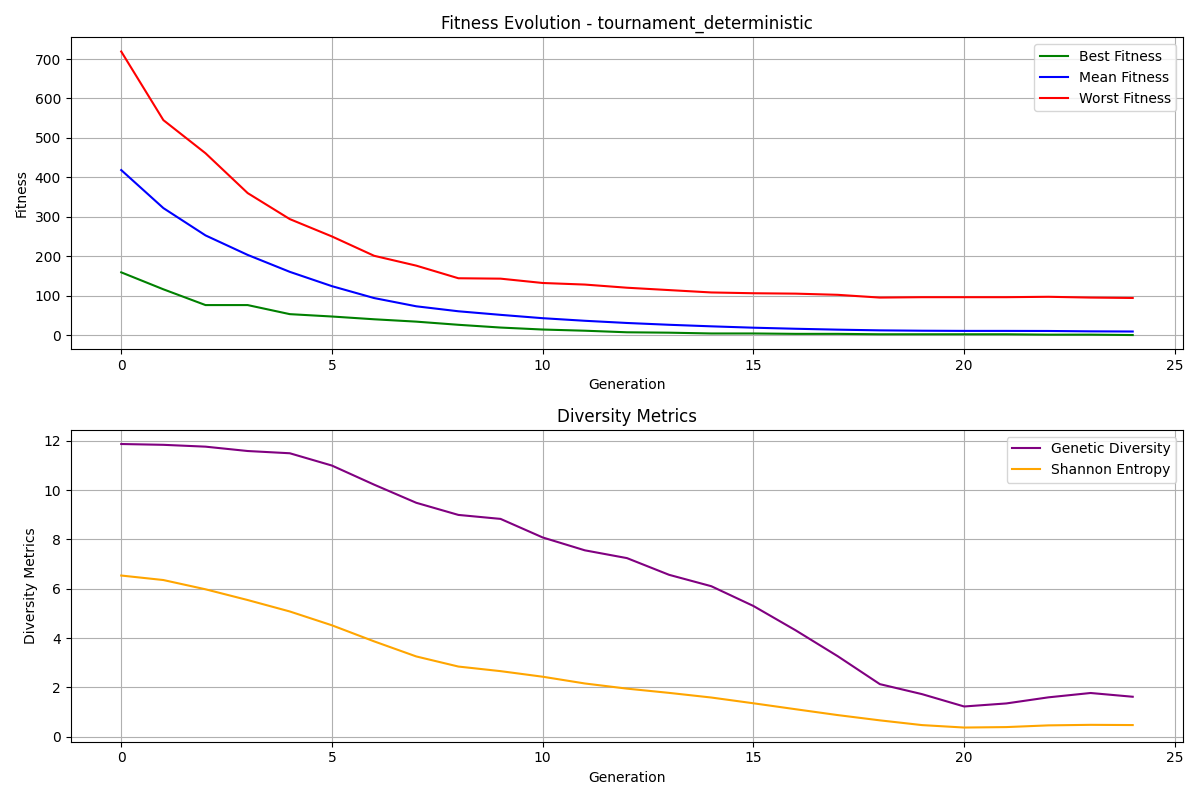 Fitness Evolution - tournament_deterministic
Fitness
700
600
500
400
300
200
100
0
Best Fitness
Mean Fitness
Worst Fitness
0 5 10 15 20 25
Generation
Diversity Metrics
Diversity Metrics
12
10
8
6
4
2
0
Genetic Diversity
Shannon Entropy
0 5 10 15 20 25
Generation